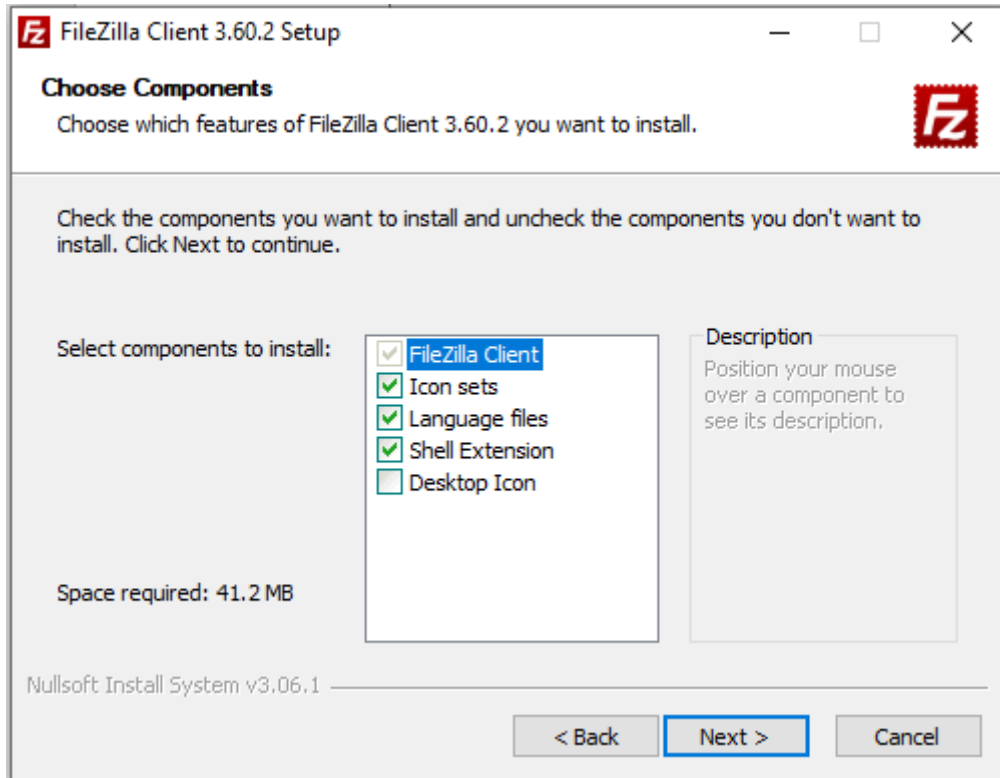 FileZilla Client 3.60.2 Setup
Choose Components
Choose which features of FileZilla Client 3.60.2 you want to install.
Fz
Check the components you want to install and uncheck the components you don't want to
install. Click Next to continue.
Select components to install:
FileZilla Client
Icon sets
Language files
Shell Extension
Desktop Icon
Description
Position your mouse
over a component to
see its description.
Space required: 41.2 MB
Nullsoft Install System v3.06.1
< Back
Next >
Cancel